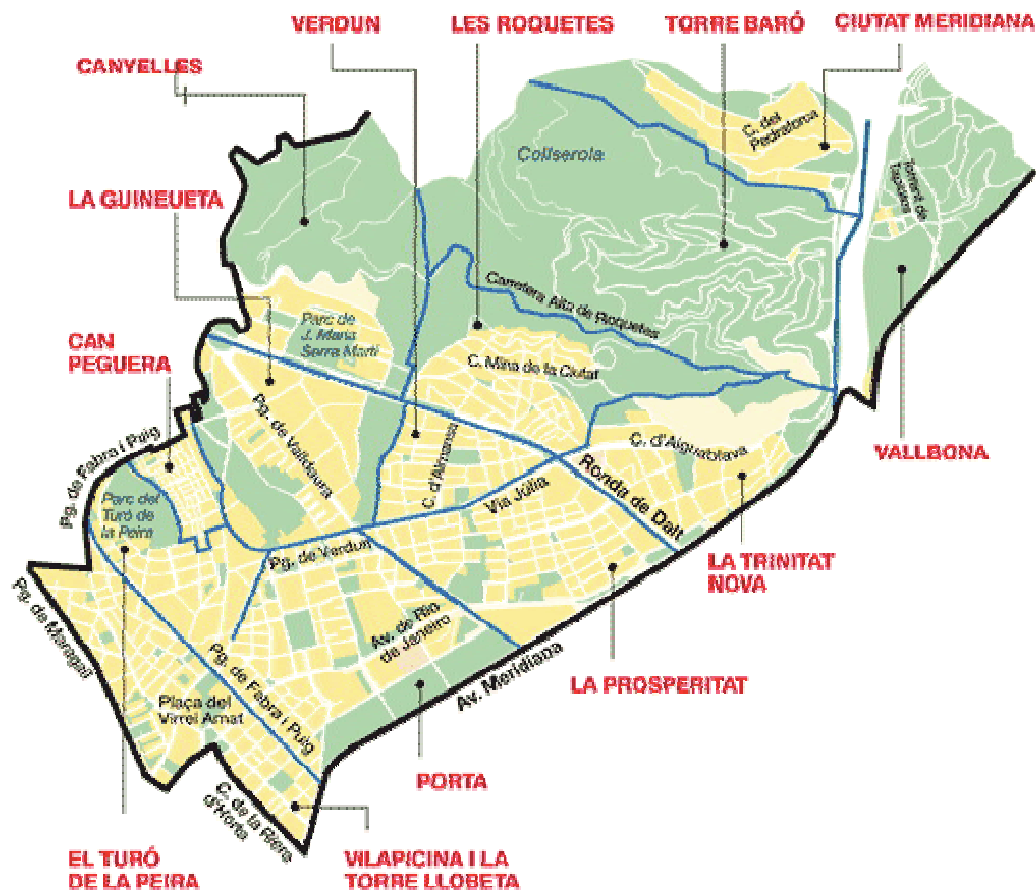 VERDUN
LES ROQUETES
TORRE BARÓ
CIUTAT MERIDIANA
CANYELLES
C. del
Pedraforca
Collserola
Torrent de
Tapioles
LA GUINEUETA
Carretera Alta de Roquetes
Parc de
J. Maria
Serra Martí
CAN
PEGUERA
C. Mina de la Ciutat
Pg. de Valldaura
C. d'Almansa
C. d'Aiguablava
VALLBONA
Pg. de Fabra i Puig
Parc del
Turó de
la Peira
Via Júlia
Ronda de Dalt
Pg. de Verdun
LA TRINITAT
NOVA
Pg. de Maragall
Av. de Rio
de Janeiro
Pg. de Fabra i Puig
Av. Meridiana
LA PROSPERITAT
Plaça del
Virrei Amat
PORTA
C. de la Riera
d'Horta
EL TURÓ
DE LA PEIRA
VILAPICINA I LA
TORRE LLOBETA